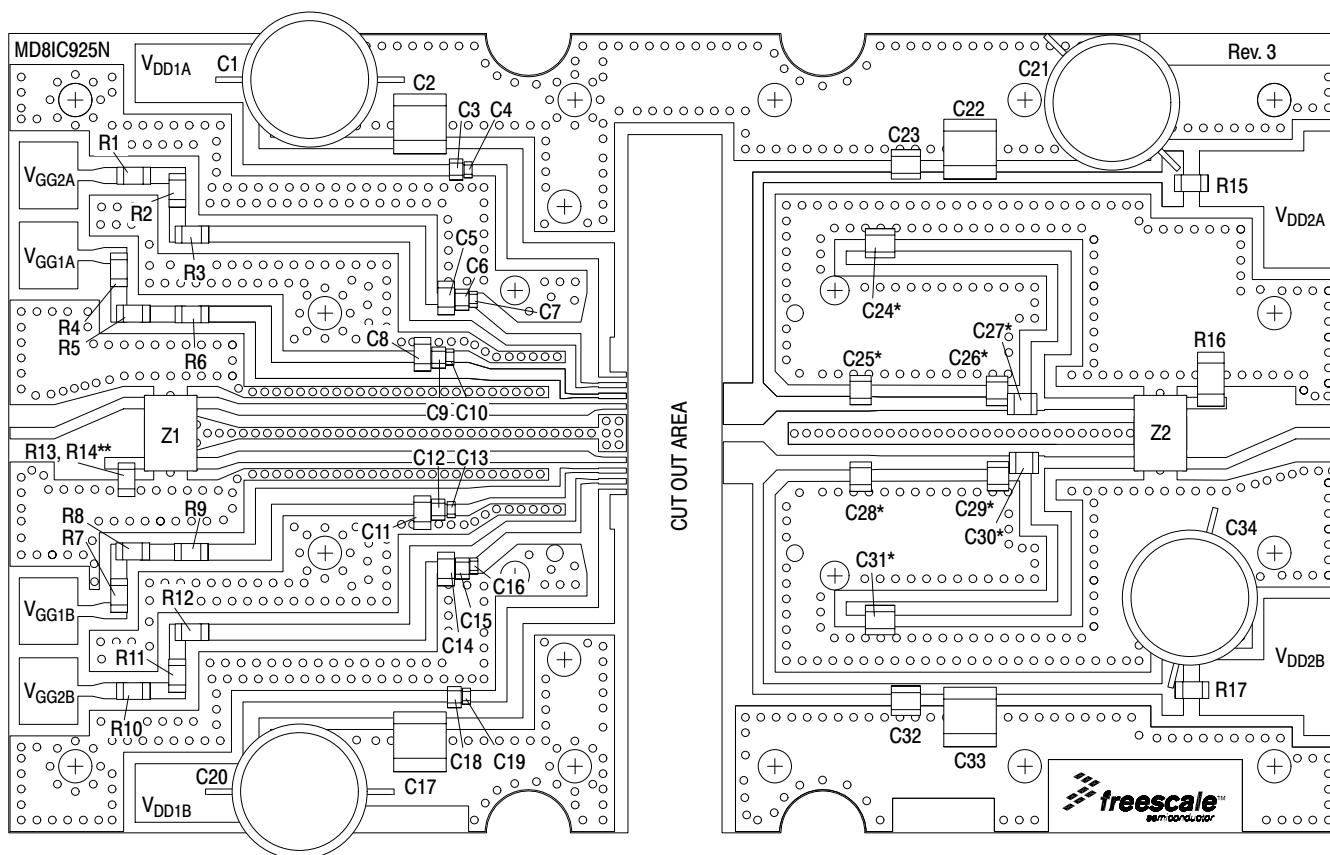 MD8IC925N
Rev. 3
VDD1A
C1
C2
C3
C4
C21
C22
C23
R1
VGG2A
R2
R3
R15
VDD2A
VGG1A
C5
C6
C7
C24*
R4
R5
R6
C8
C9
C10
C25*
C26*
C27*
R16
Z1
CUT OUT AREA
Z2
R13, R14**
C12
C13
C11
C28*
C29*
C30*
C34
R8
R7
R9
C16
C15
C14
C31*
VGG1B
R12
R11
VGG2B
R10
VDD2B
R17
C18
C19
C17
C20
VDD1B
C32
C33
freescale™
semiconductor